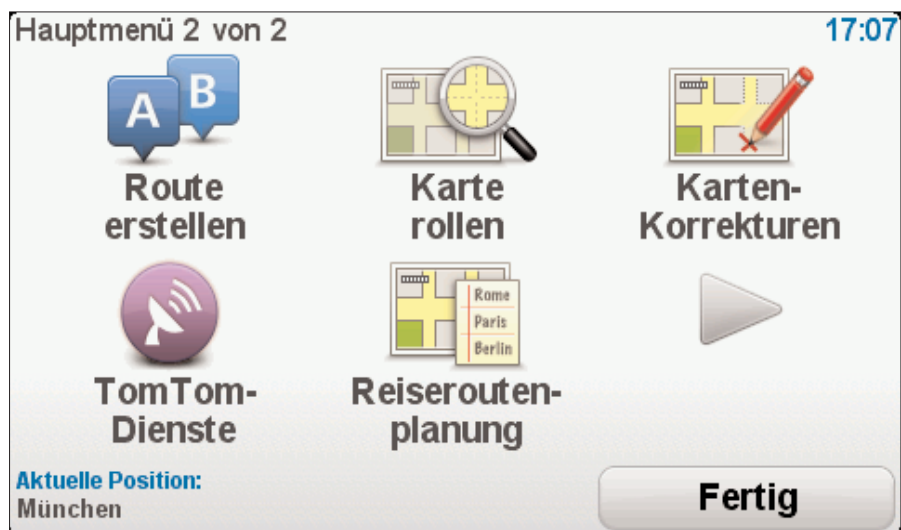 Hauptmenü 2 von 2
17:07
A B
Route
erstellen
Karte
rollen
Karten-
Korrekturen
Rome
Paris
Berlin
TomTom-
Dienste
Reiserouten-
planung
Aktuelle Position:
München
Fertig